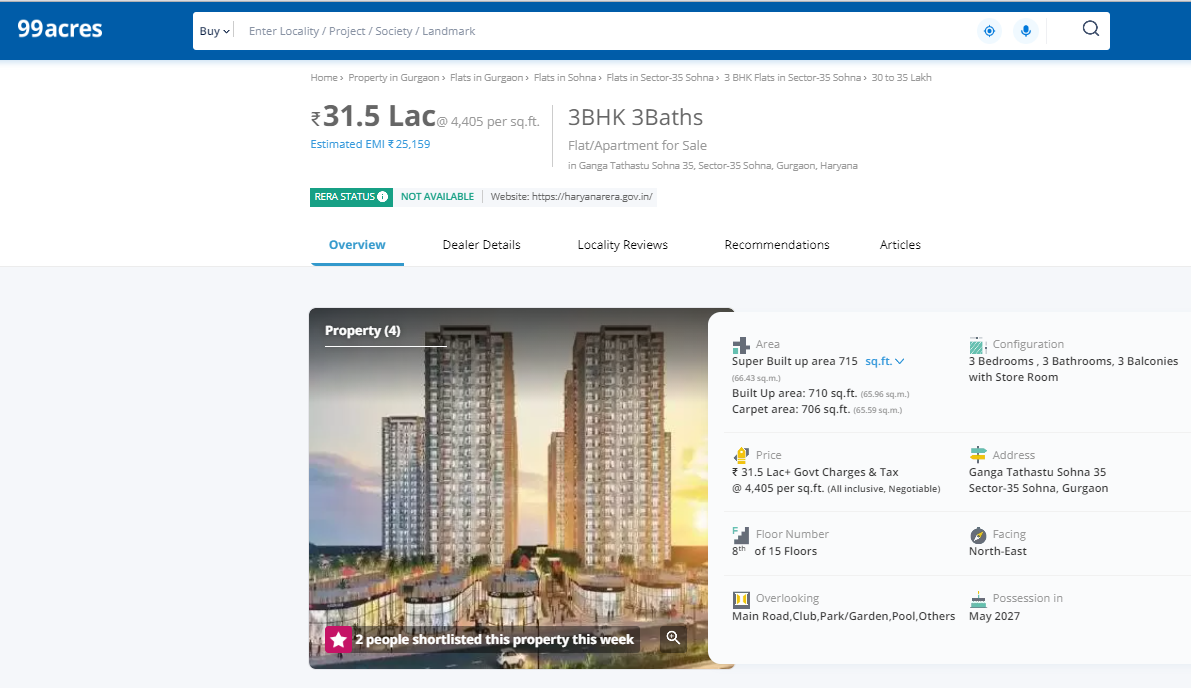 99acres
Buy
Enter Locality / Project / Society / Landmark
Home › Property in Gurgaon › Flats in Gurgaon › Flats in Sohna › Flats in Sector-35 Sohna › 3 BHK Flats in Sector-35 Sohna › 30 to 35 Lakh
₹31.5 Lac @ 4,405 per sq.ft.
Estimated EMI ₹25,159
3BHK 3Baths
Flat/Apartment for Sale
in Ganga Tathastu Sohna 35, Sector-35 Sohna, Gurgaon, Haryana
RERA STATUS NOT AVAILABLE Website: https://haryanarera.gov.in/
Overview Dealer Details Locality Reviews Recommendations Articles
Property (4)
2 people shortlisted this property this week
Area
Super Built up area 715 sq.ft.
(66.43 sq.m.)
Built Up area: 710 sq.ft. (65.96 sq.m.)
Carpet area: 706 sq.ft. (65.59 sq.m.)
Configuration
3 Bedrooms , 3 Bathrooms, 3 Balconies
with Store Room
Price
₹ 31.5 Lac+ Govt Charges & Tax
@ 4,405 per sq.ft. (All inclusive, Negotiable)
Address
Ganga Tathastu Sohna 35
Sector-35 Sohna, Gurgaon
Floor Number
8th of 15 Floors
Facing
North-East
Overlooking
Main Road,Club,Park/Garden,Pool,Others
Possession in
May 2027